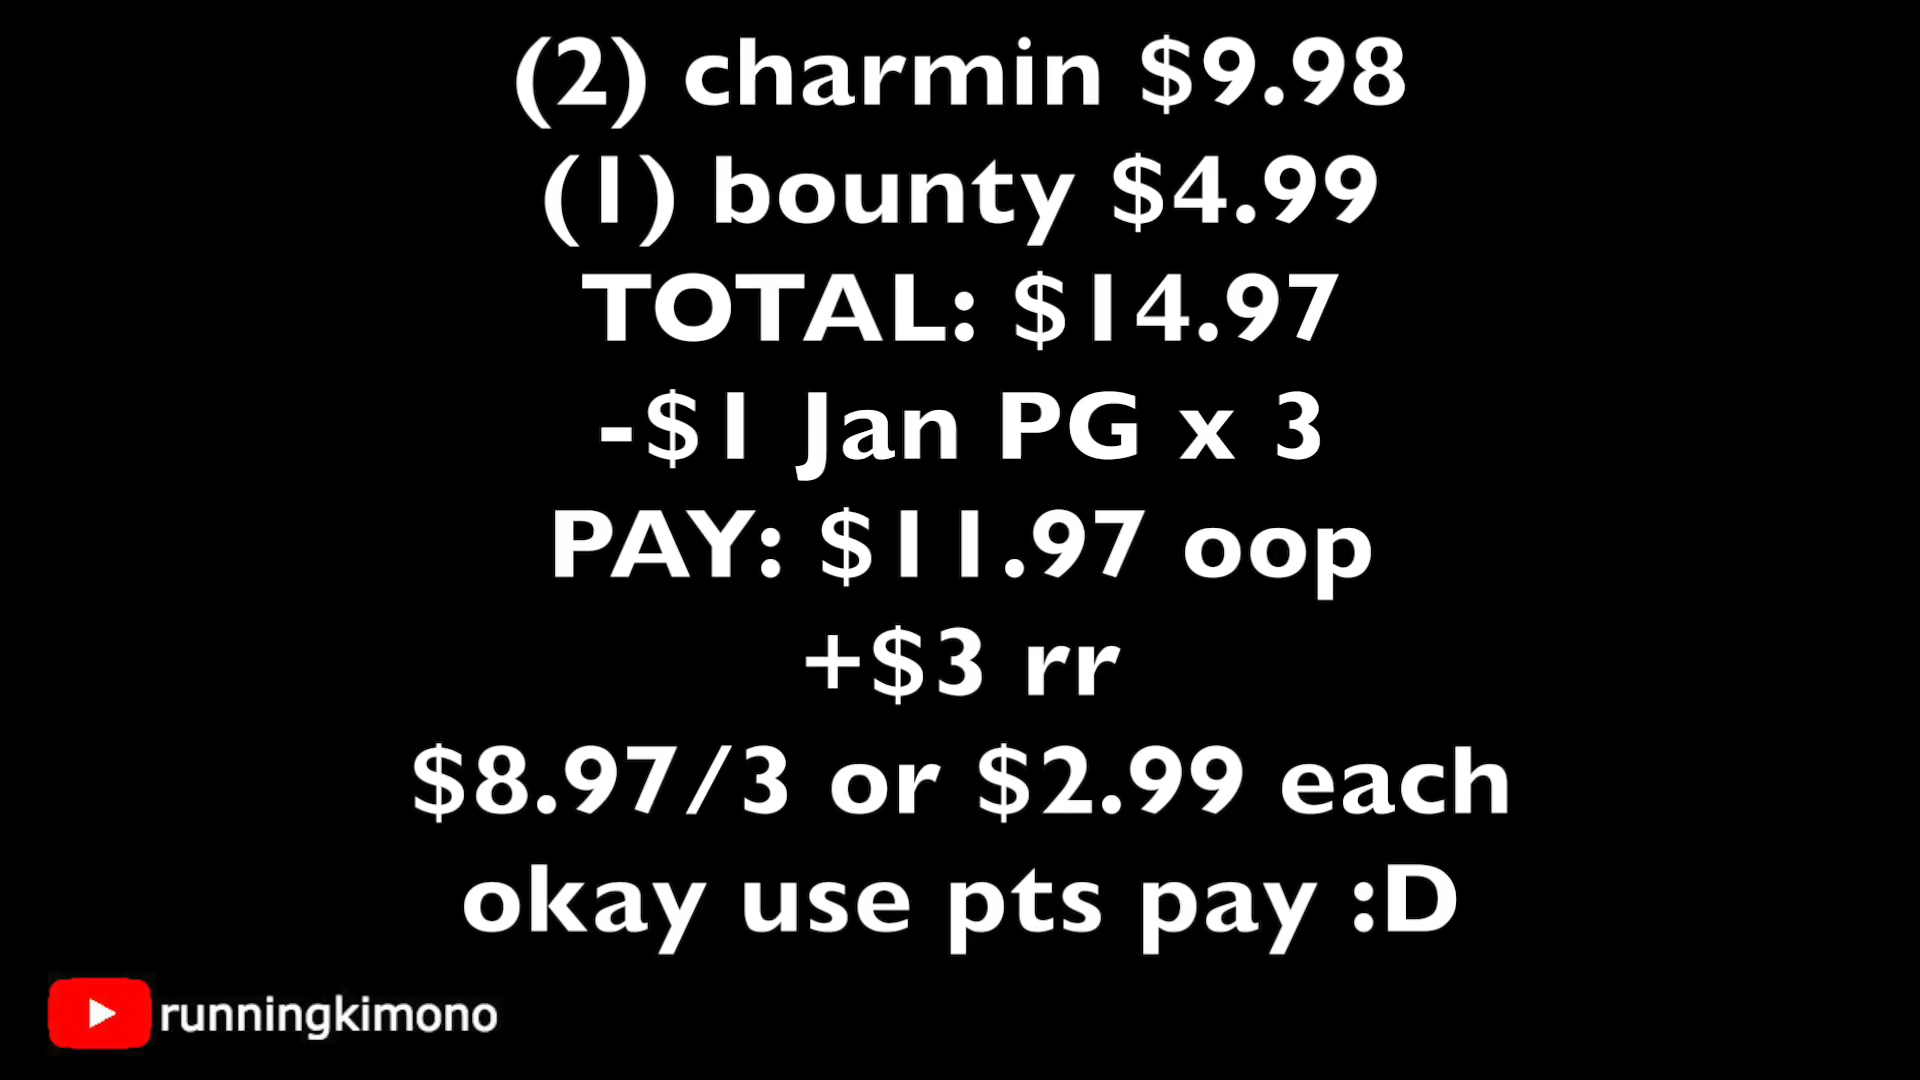 (2) charmin $9.98
(1) bounty $4.99
TOTAL: $14.97
-$1 Jan PG x 3
PAY: $11.97 oop
+$3 rr
$8.97/3 or $2.99 each
okay use pts pay :D
runningkimono